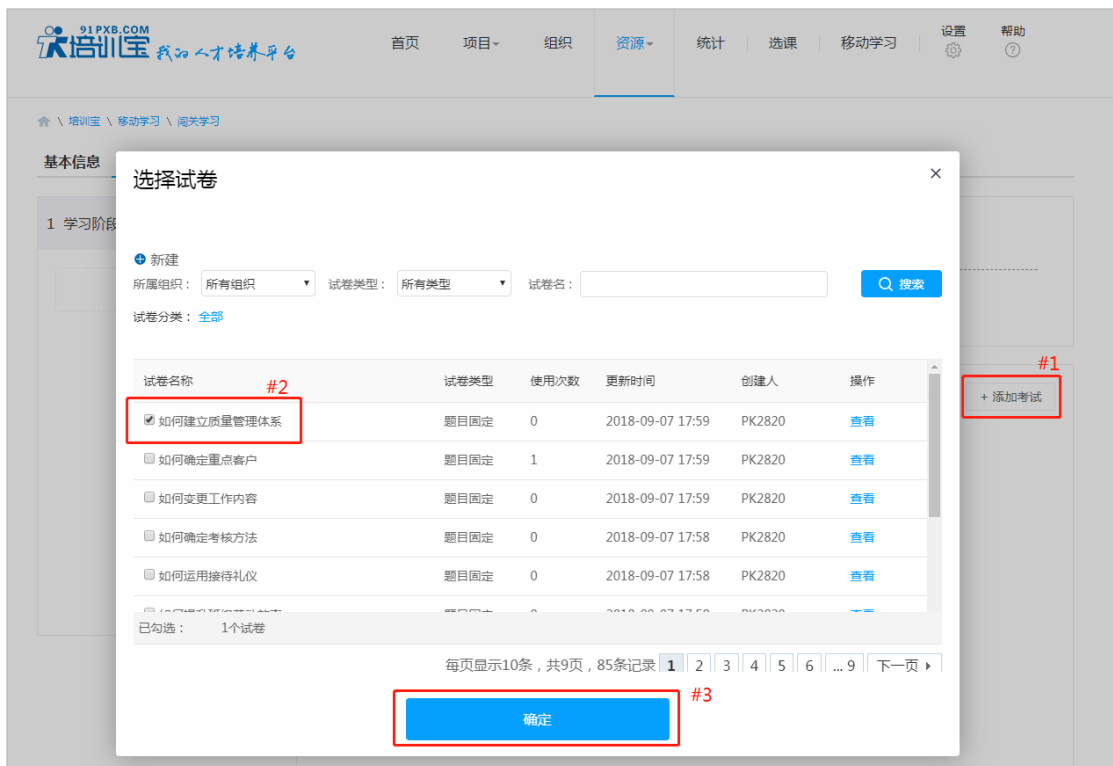 91PXB.COM
培训宝 我的人才培养平台
首页 项目 组织 资源 统计 选课 移动学习 设置 帮助
\ 培训宝 \ 移动学习 \ 闯关学习
基本信息
选择试卷 ×
1 学习阶段
新建
所属组织： 所有组织 试卷类型： 所有类型 试卷名： 搜索
试卷分类： 全部
#1
+ 添加考试
#2
试卷名称 试卷类型 使用次数 更新时间 创建人 操作
如何建立质量管理体系 题目固定 0 2018-09-07 17:59 PK2820 查看
如何确定重点客户 题目固定 1 2018-09-07 17:59 PK2820 查看
如何变更工作内容 题目固定 0 2018-09-07 17:59 PK2820 查看
如何确定考核方法 题目固定 0 2018-09-07 17:58 PK2820 查看
如何运用接待礼仪 题目固定 0 2018-09-07 17:58 PK2820 查看
已勾选： 1个试卷
每页显示10条，共9页，85条记录 1 2 3 4 5 6 ... 9 下一页
#3
确定